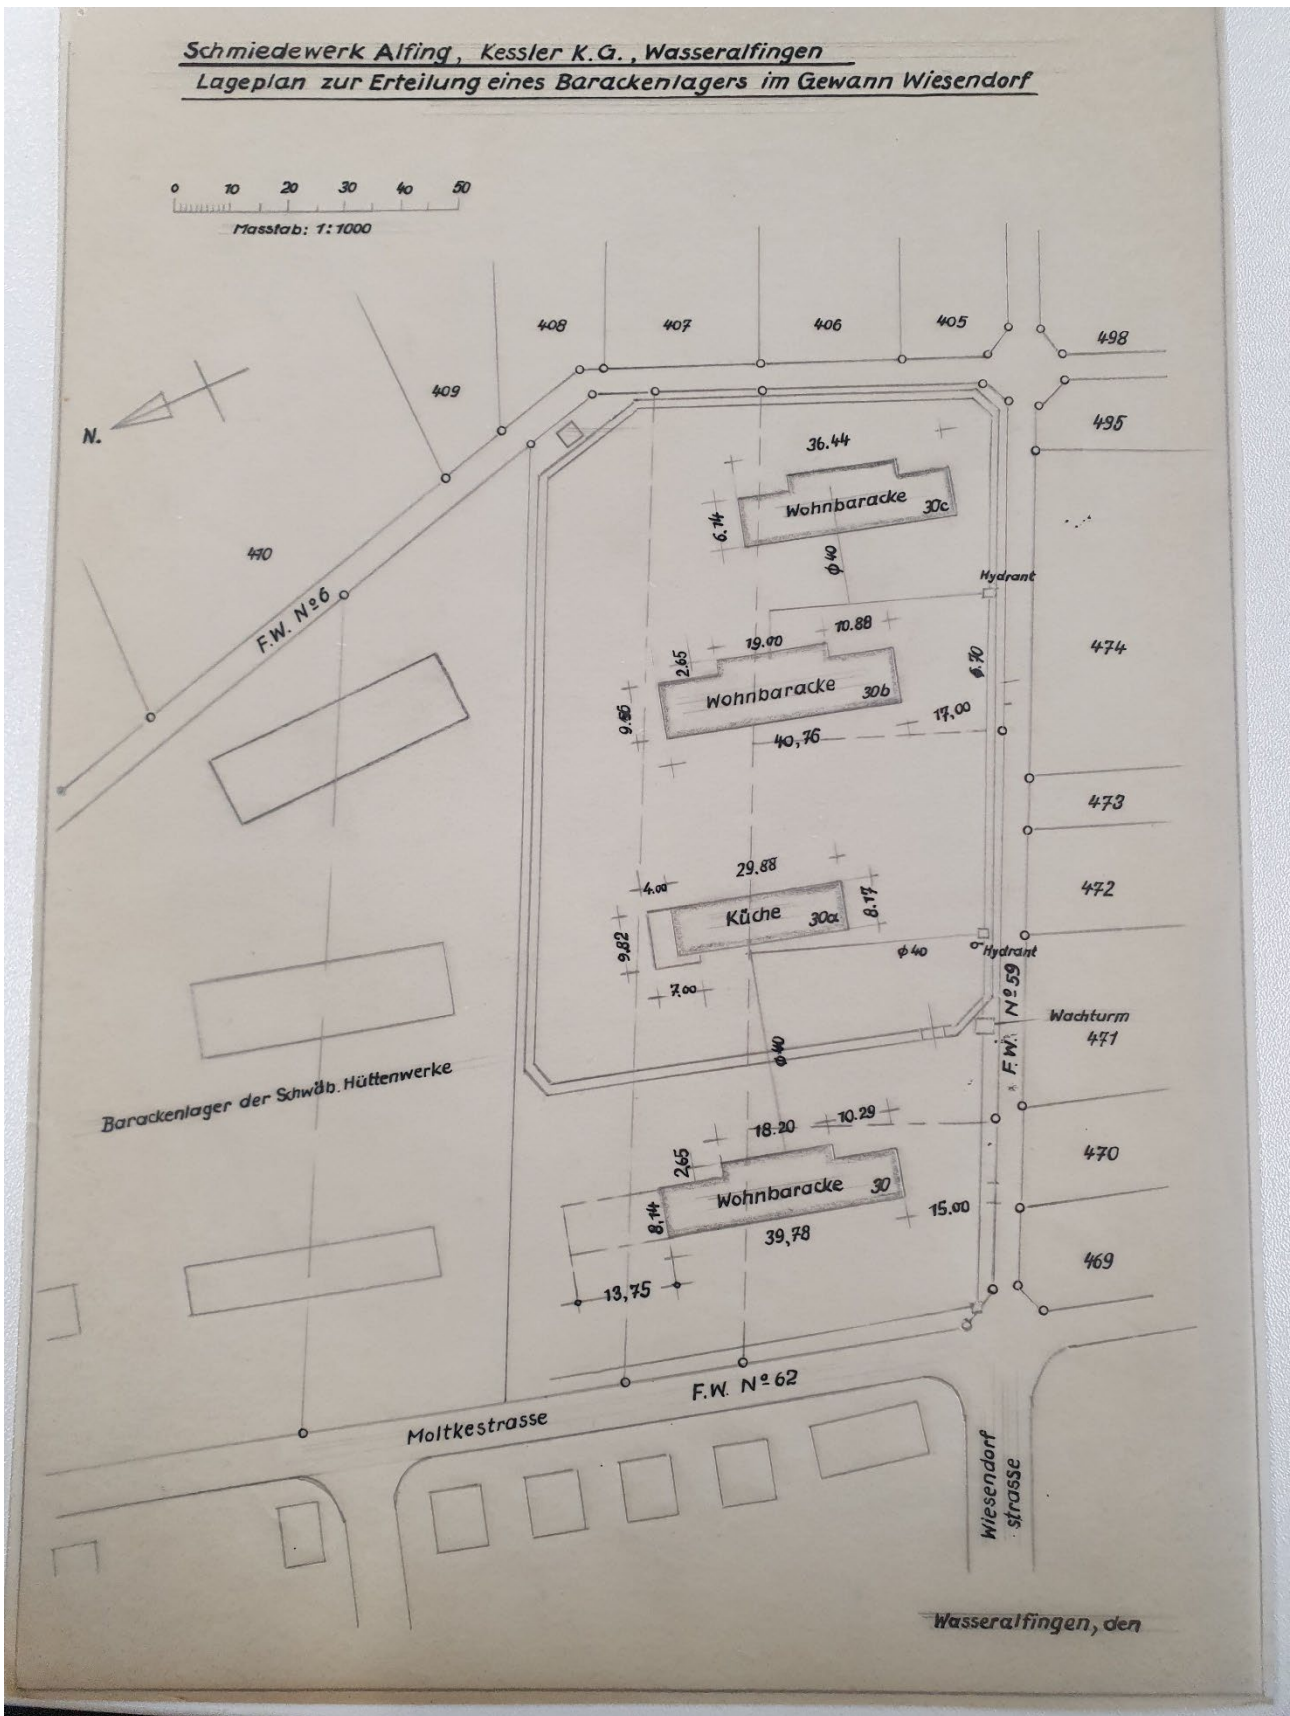 Schmiedewerk Alfing, Kessler K.G., Wasseralfingen
Lageplan zur Erteilung eines Barackenlagers im Gewann Wiesendorf
0 10 20 30 40 50
Masstab: 1:1000
N.
408
407
406
405
498
409
495
410
F.W. Nº 6
36.44
6.14
Wohnbaracke
30c
ϕ 40
Hydrant
474
10.88
19.00
2.65
Wohnbaracke
30b
ϕ.70
17,00
40,76
473
29.88
4.00
472
Küche
30a
8.17
9.82
ϕ 40
Hydrant
7.00
F.W. Nº 59
Wachturm
471
ϕ 40
Barackenlager der Schwäb. Hüttenwerke
18.20
10.29
470
2,65
Wohnbaracke
30
8,14
15.00
39,78
469
13,75
F.W. Nº 62
Moltkestrasse
Wiesendorf
strasse
Wasseralfingen, den